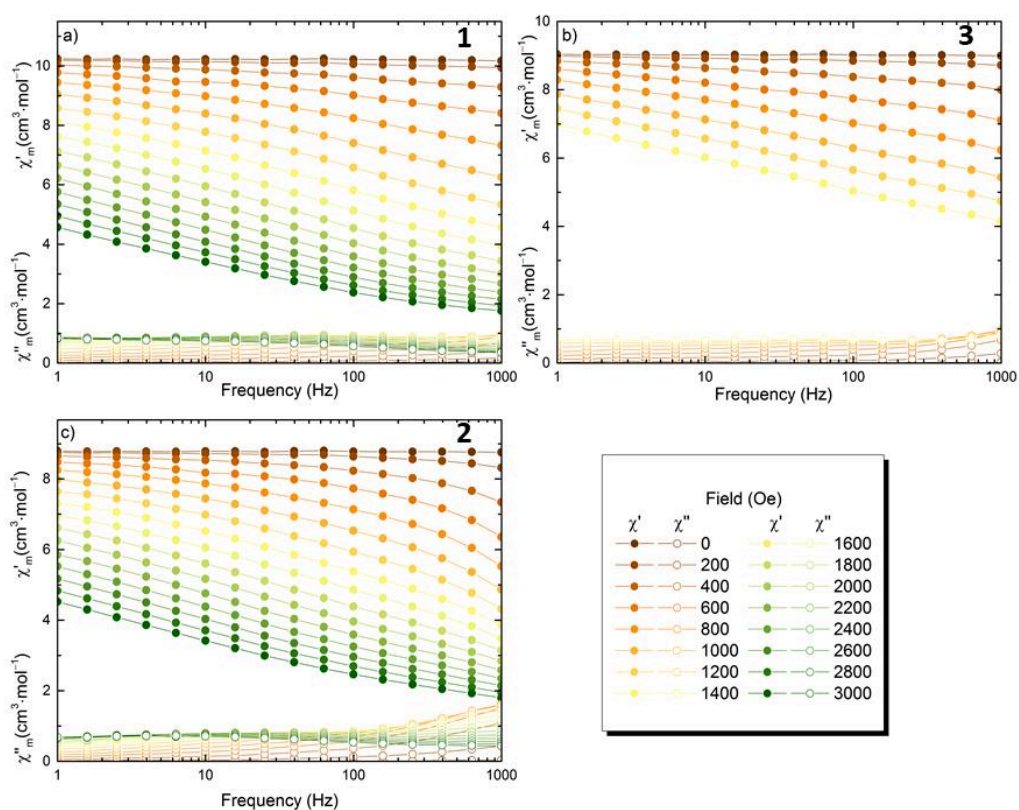 a)
1
10
8
6
4
2
0
χ'ₘ(cm³·mol⁻¹)
χ"ₘ(cm³·mol⁻¹)
1 10 100 1000
Frequency (Hz)
b)
3
10
8
6
4
2
0
χ'ₘ(cm³·mol⁻¹)
χ"ₘ(cm³·mol⁻¹)
1 10 100 1000
Frequency (Hz)
c)
2
8
6
4
2
0
χ'ₘ(cm³·mol⁻¹)
χ"ₘ(cm³·mol⁻¹)
1 10 100 1000
Frequency (Hz)
Field (Oe)
χ' χ" χ' χ"
0 1600
200 1800
400 2000
600 2200
800 2400
1000 2600
1200 2800
1400 3000